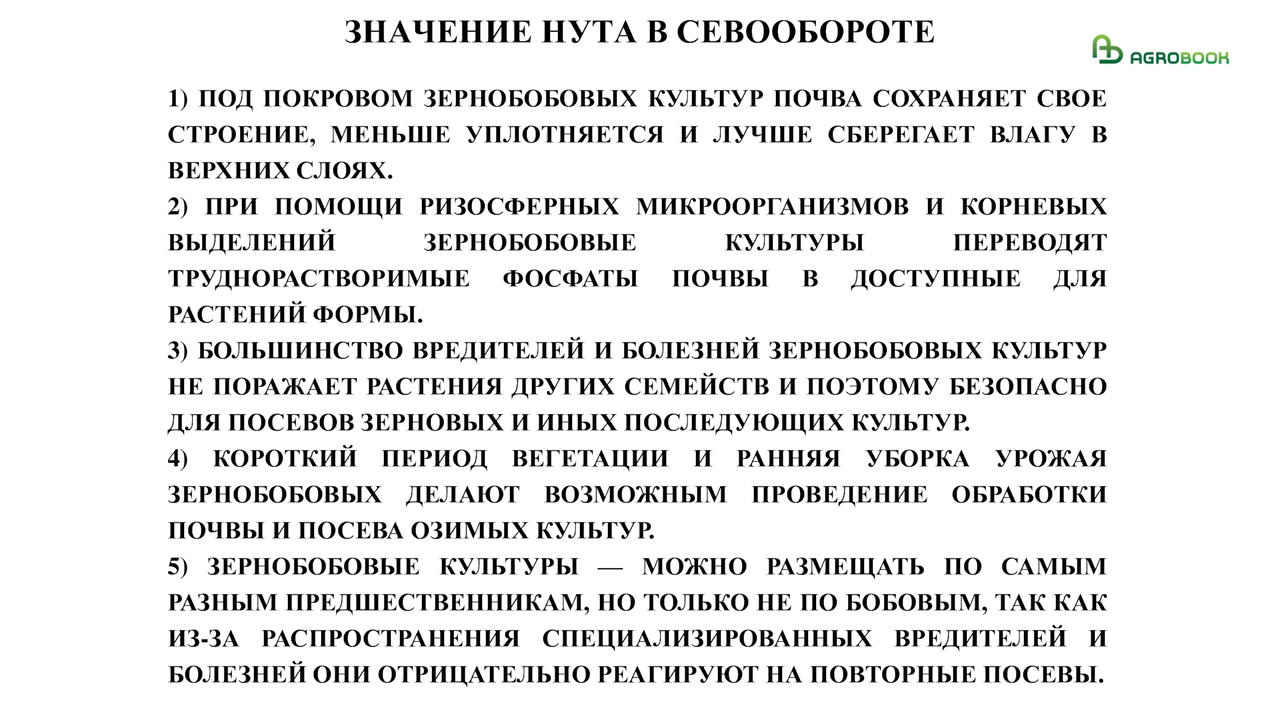 ЗНАЧЕНИЕ НУТА В СЕВООБОРОТЕ
AGROBOOK
1) ПОД ПОКРОВОМ ЗЕРНОБОБОВЫХ КУЛЬТУР ПОЧВА СОХРАНЯЕТ СВОЕ
СТРОЕНИЕ, МЕНЬШЕ УПЛОТНЯЕТСЯ И ЛУЧШЕ СБЕРЕГАЕТ ВЛАГУ В
ВЕРХНИХ СЛОЯХ.
2) ПРИ ПОМОЩИ РИЗОСФЕРНЫХ МИКРООРГАНИЗМОВ И КОРНЕВЫХ
ВЫДЕЛЕНИЙ ЗЕРНОБОБОВЫЕ КУЛЬТУРЫ ПЕРЕВОДЯТ
ТРУДНОРАСТВОРИМЫЕ ФОСФАТЫ ПОЧВЫ В ДОСТУПНЫЕ ДЛЯ
РАСТЕНИЙ ФОРМЫ.
3) БОЛЬШИНСТВО ВРЕДИТЕЛЕЙ И БОЛЕЗНЕЙ ЗЕРНОБОБОВЫХ КУЛЬТУР
НЕ ПОРАЖАЕТ РАСТЕНИЯ ДРУГИХ СЕМЕЙСТВ И ПОЭТОМУ БЕЗОПАСНО
ДЛЯ ПОСЕВОВ ЗЕРНОВЫХ И ИНЫХ ПОСЛЕДУЮЩИХ КУЛЬТУР.
4) КОРОТКИЙ ПЕРИОД ВЕГЕТАЦИИ И РАННЯЯ УБОРКА УРОЖАЯ
ЗЕРНОБОБОВЫХ ДЕЛАЮТ ВОЗМОЖНЫМ ПРОВЕДЕНИЕ ОБРАБОТКИ
ПОЧВЫ И ПОСЕВА ОЗИМЫХ КУЛЬТУР.
5) ЗЕРНОБОБОВЫЕ КУЛЬТУРЫ — МОЖНО РАЗМЕЩАТЬ ПО САМЫМ
РАЗНЫМ ПРЕДШЕСТВЕННИКАМ, НО ТОЛЬКО НЕ ПО БОБОВЫМ, ТАК КАК
ИЗ-ЗА РАСПРОСТРАНЕНИЯ СПЕЦИАЛИЗИРОВАННЫХ ВРЕДИТЕЛЕЙ И
БОЛЕЗНЕЙ ОНИ ОТРИЦАТЕЛЬНО РЕАГИРУЮТ НА ПОВТОРНЫЕ ПОСЕВЫ.